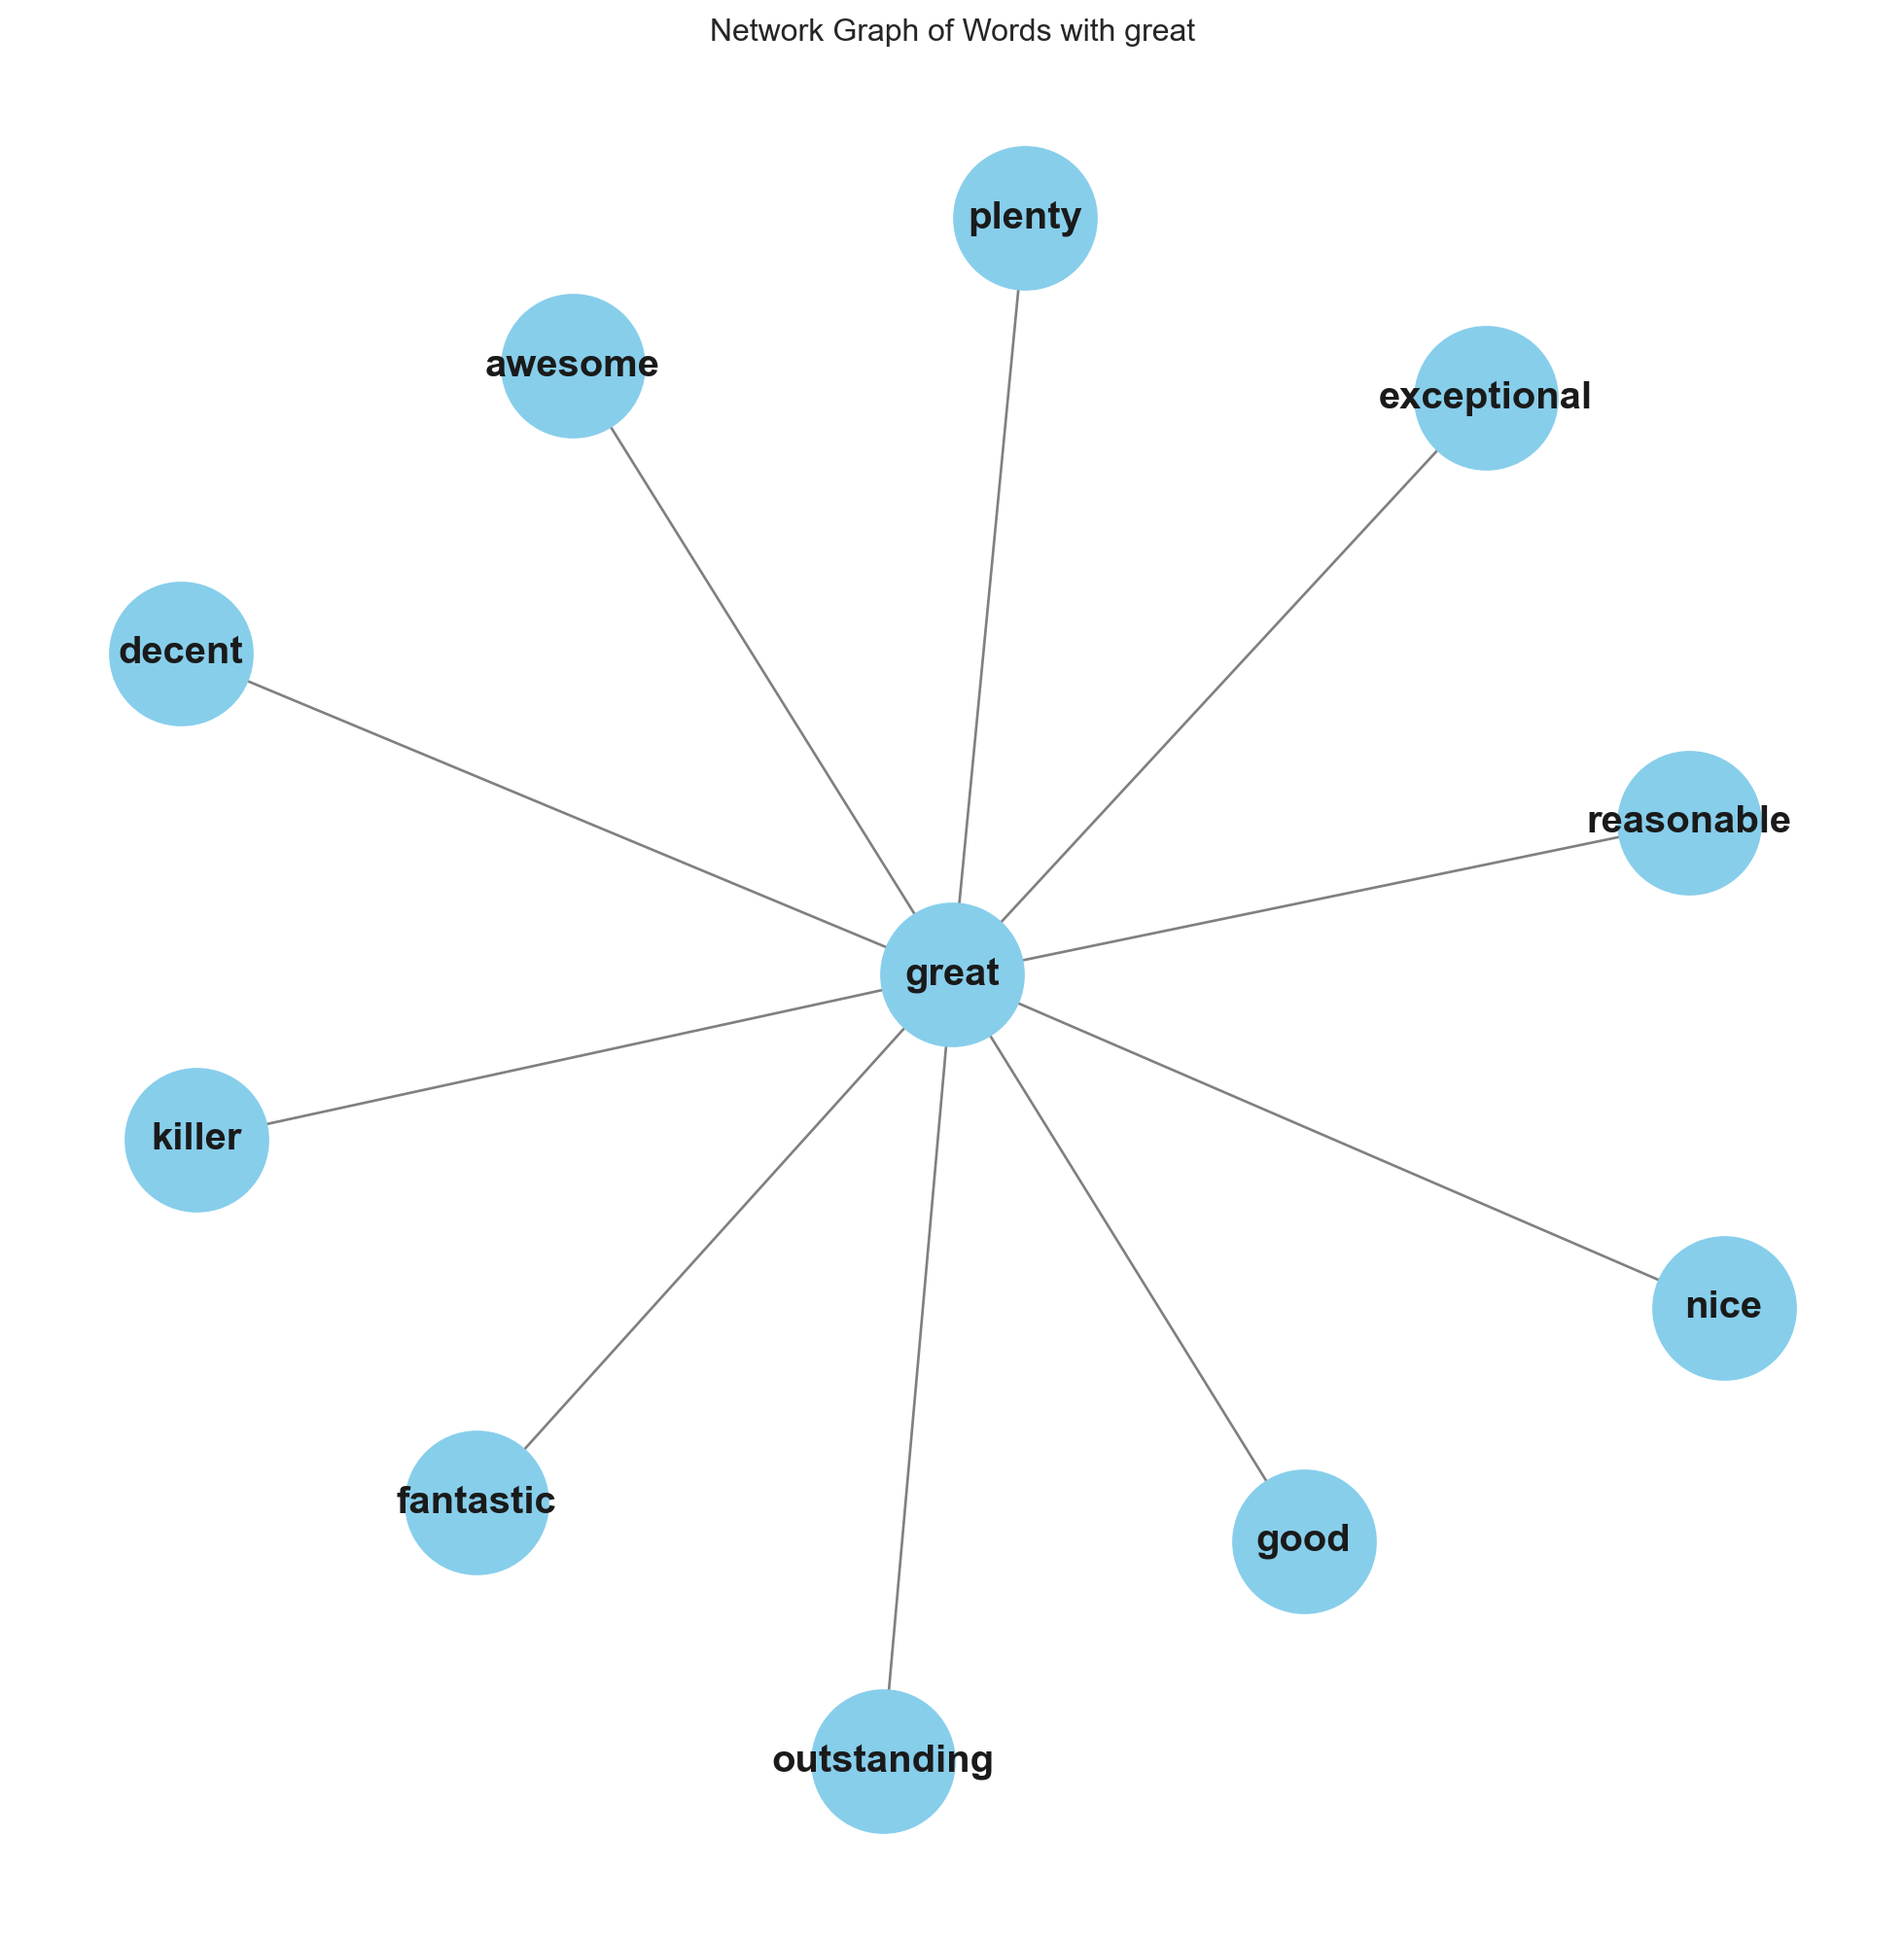 Network Graph of Words with great
plenty
awesome
exceptional
decent
reasonable
great
killer
nice
fantastic
good
outstanding